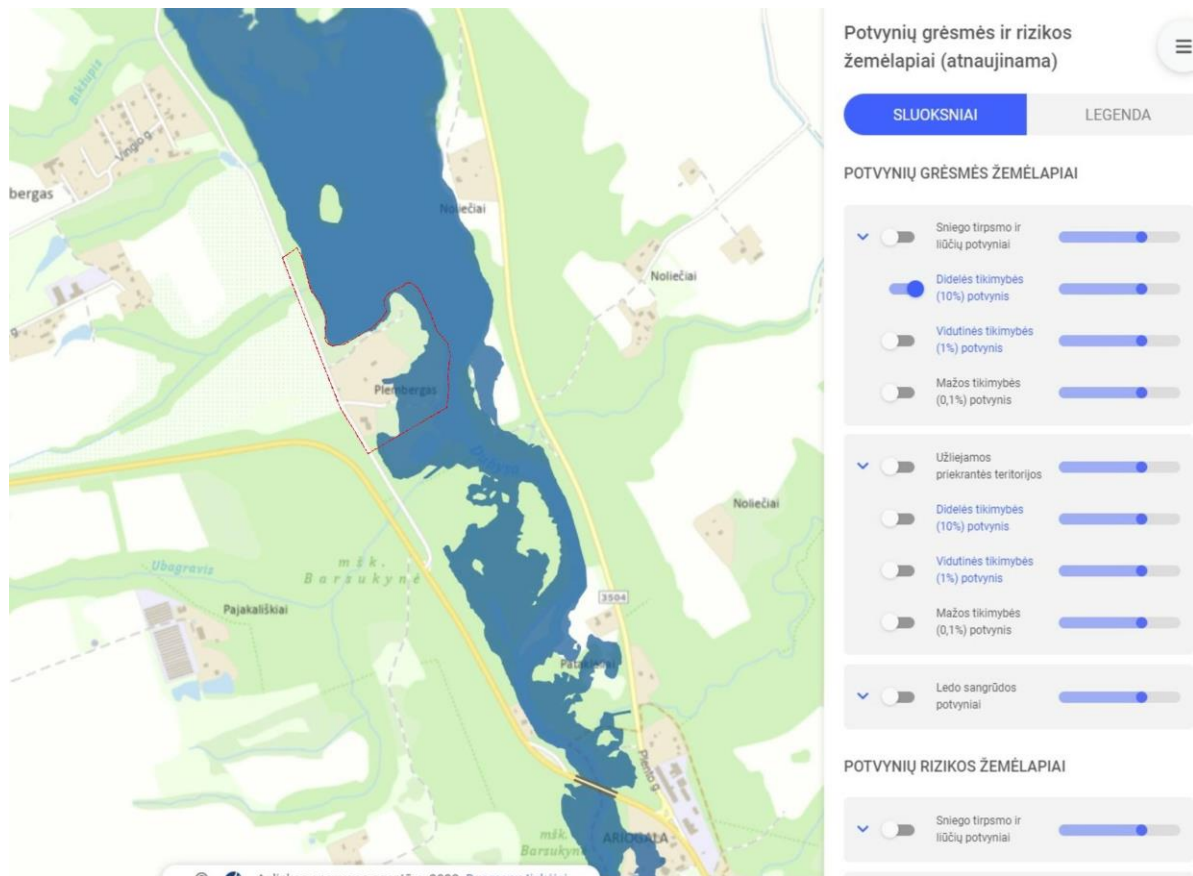 Bikšupis
Vingio g.
bergas
Noliečiai
Noliečiai
g.
Plembergas
Dubysa
Noliečiai
Ubagravis
mšk.
Barsukynė
3504
Pajakališkiai
Plento g.
mšk.
Barsukynė
ARIOGALA
Potvynių grėsmės ir rizikos
žemėlapiai (atnaujinama)
SLUOKSNIAI
LEGENDA
POTVYNIŲ GRĖSMĖS ŽEMĖLAPIAI
Sniego tirpsmo ir
liūčių potvyniai
Didelės tikimybės
(10%) potvynis
Vidutinės tikimybės
(1%) potvynis
Mažos tikimybės
(0,1%) potvynis
Užliejamos
priekrantės teritorijos
Didelės tikimybės
(10%) potvynis
Vidutinės tikimybės
(1%) potvynis
Mažos tikimybės
(0,1%) potvynis
Ledo sangrūdos
potvyniai
POTVYNIŲ RIZIKOS ŽEMĖLAPIAI
Sniego tirpsmo ir
liūčių potvyniai